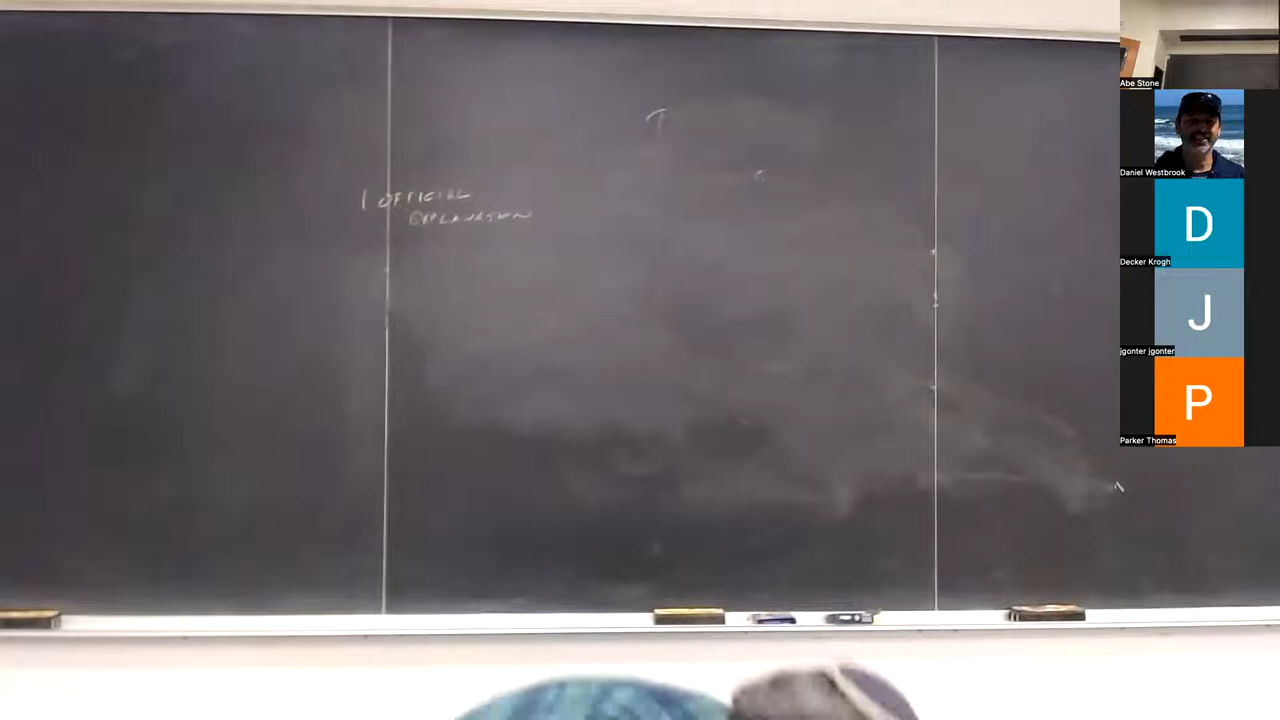 1 OFFICIAL
EXPLANATION
T
Abe Stone
Daniel Westbrook
D
Decker Krogh
J
jgonter jgonter
P
Parker Thomas